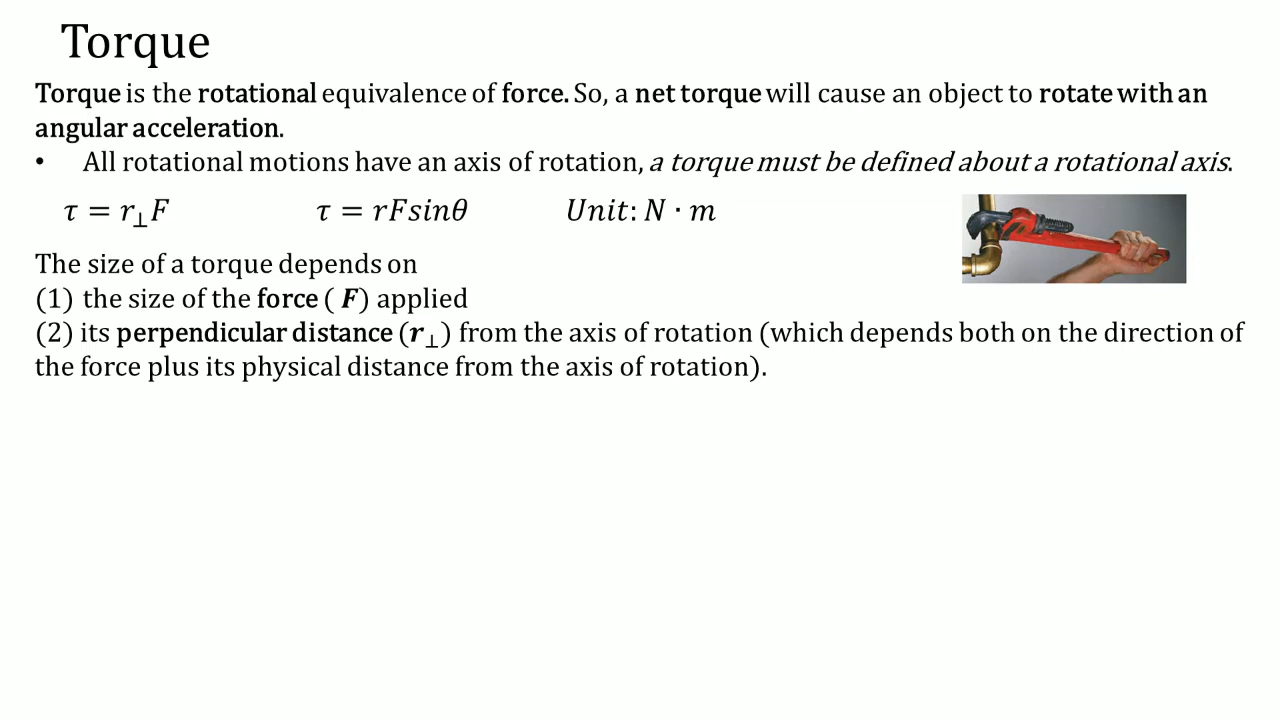 Torque
Torque is the rotational equivalence of force. So, a net torque will cause an object to rotate with an
angular acceleration.
• All rotational motions have an axis of rotation, a torque must be defined about a rotational axis.
τ = r⊥F τ = rFsinθ Unit: N · m
The size of a torque depends on
(1) the size of the force ( F) applied
(2) its perpendicular distance (r⊥) from the axis of rotation (which depends both on the direction of
the force plus its physical distance from the axis of rotation).